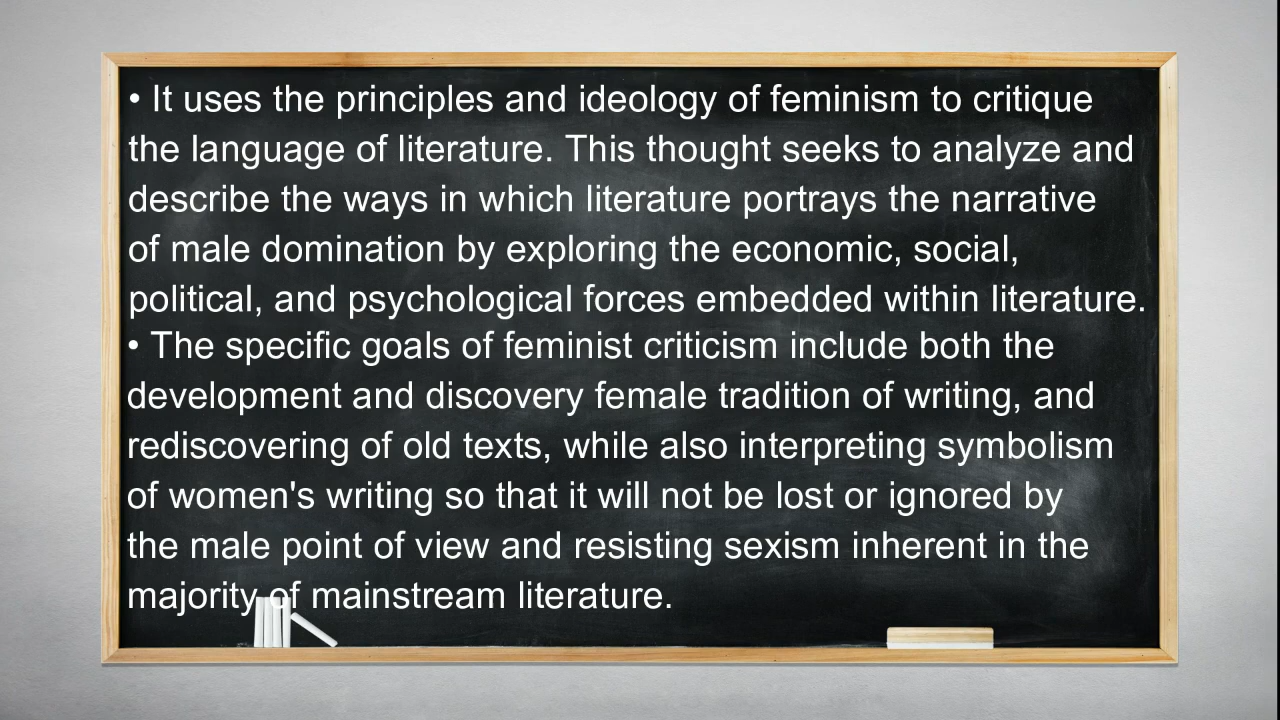 • It uses the principles and ideology of feminism to critique
the language of literature. This thought seeks to analyze and
describe the ways in which literature portrays the narrative
of male domination by exploring the economic, social,
political, and psychological forces embedded within literature.
• The specific goals of feminist criticism include both the
development and discovery female tradition of writing, and
rediscovering of old texts, while also interpreting symbolism
of women's writing so that it will not be lost or ignored by
the male point of view and resisting sexism inherent in the
majority of mainstream literature.